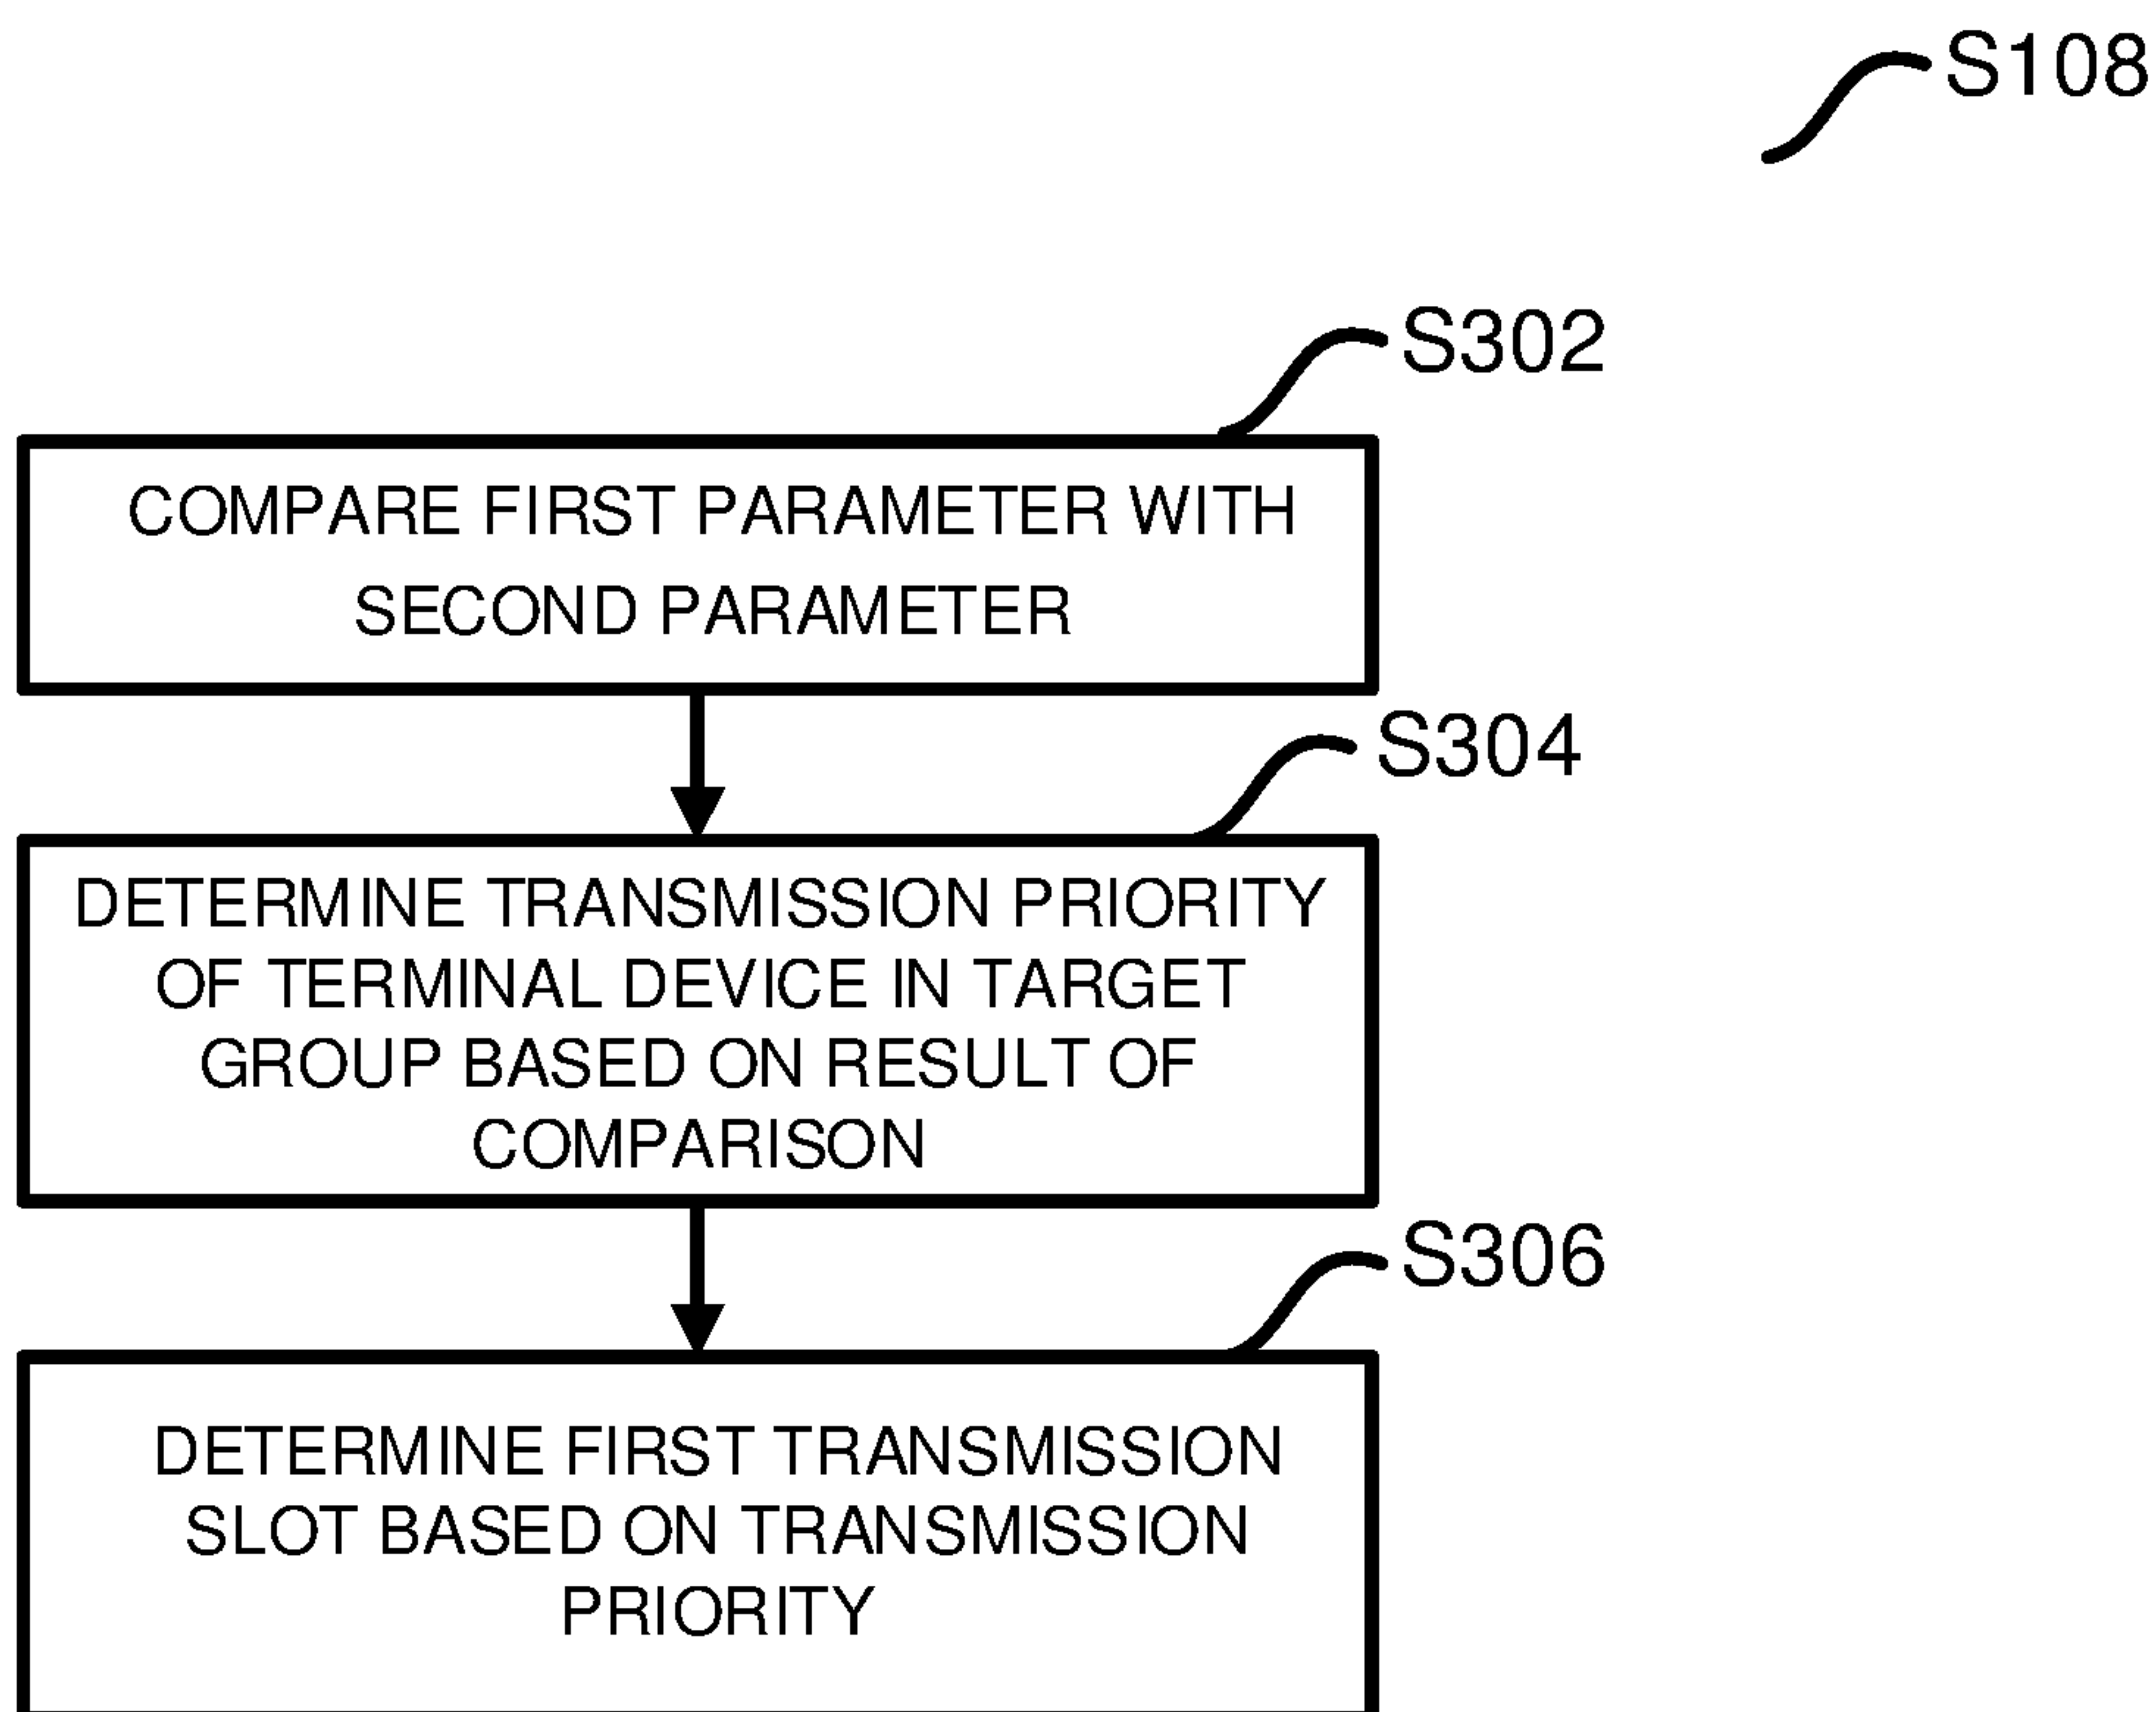 S108
S302
COMPARE FIRST PARAMETER WITH
SECOND PARAMETER
S304
DETERMINE TRANSMISSION PRIORITY
OF TERMINAL DEVICE IN TARGET
GROUP BASED ON RESULT OF
COMPARISON
S306
DETERMINE FIRST TRANSMISSION
SLOT BASED ON TRANSMISSION
PRIORITY